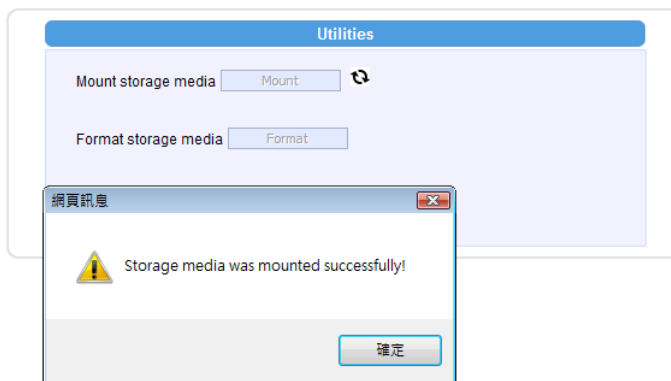 Utilities
Mount storage media Mount
Format storage media Format
網頁訊息
Storage media was mounted successfully!
確定